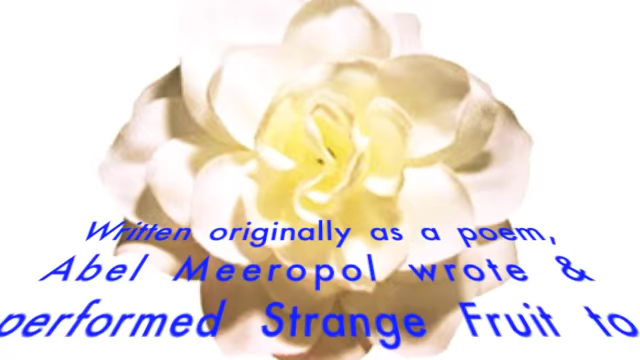 Written originally as a poem,
Abel Meeropol wrote &
performed Strange Fruit to